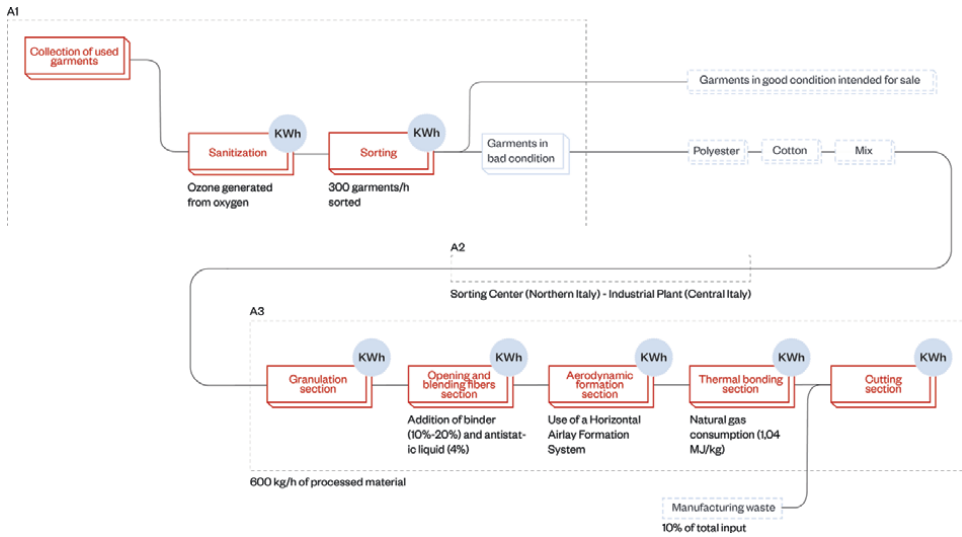 A1
Collection of used
garments
KWh
KWh
Garments in good condition intended for sale
Sanitization
Sorting
Garments in
bad condition
Polyester
Cotton
Mix
Ozone generated
from oxygen
300 garments/h
sorted
A2
Sorting Center (Northern Italy) - Industrial Plant (Central Italy)
A3
KWh
KWh
KWh
KWh
KWh
Granulation
section
Opening and
blending fibers
section
Aerodynamic
formation
section
Thermal bonding
section
Cutting
section
Addition of binder
(10%-20%) and antistat-
ic liquid (4%)
Use of a Horizontal
Airlay Formation
System
Natural gas
consumption (1,04
MJ/kg)
600 kg/h of processed material
Manufacturing waste
10% of total input